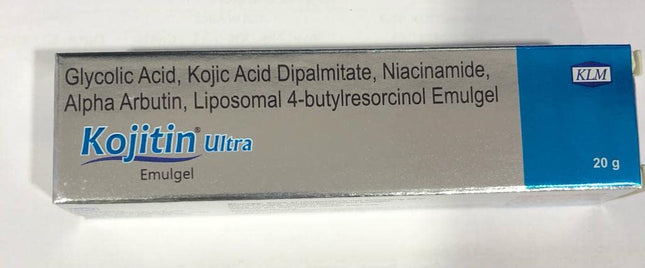 Glycolic Acid, Kojic Acid Dipalmitate, Niacinamide,
Alpha Arbutin, Liposomal 4-butylresorcinol Emulgel
KLM
Kojitin® Ultra
Emulgel
20 g